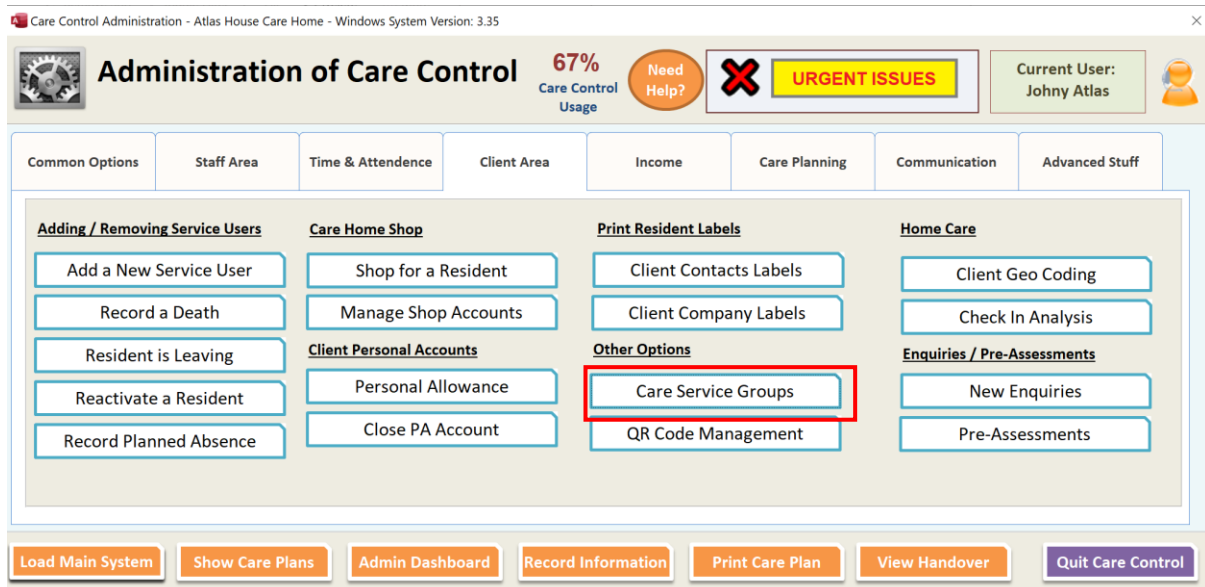 Care Control Administration - Atlas House Care Home - Windows System Version: 3.35
Administration of Care Control
67%
Care Control
Usage
Need
Help?
URGENT ISSUES
Current User:
Johny Atlas
Common Options
Staff Area
Time & Attendence
Client Area
Income
Care Planning
Communication
Advanced Stuff
Adding / Removing Service Users
Add a New Service User
Record a Death
Resident is Leaving
Reactivate a Resident
Record Planned Absence
Care Home Shop
Shop for a Resident
Manage Shop Accounts
Client Personal Accounts
Personal Allowance
Close PA Account
Print Resident Labels
Client Contacts Labels
Client Company Labels
Other Options
Care Service Groups
QR Code Management
Home Care
Client Geo Coding
Check In Analysis
Enquiries / Pre-Assessments
New Enquiries
Pre-Assessments
Load Main System
Show Care Plans
Admin Dashboard
Record Information
Print Care Plan
View Handover
Quit Care Control